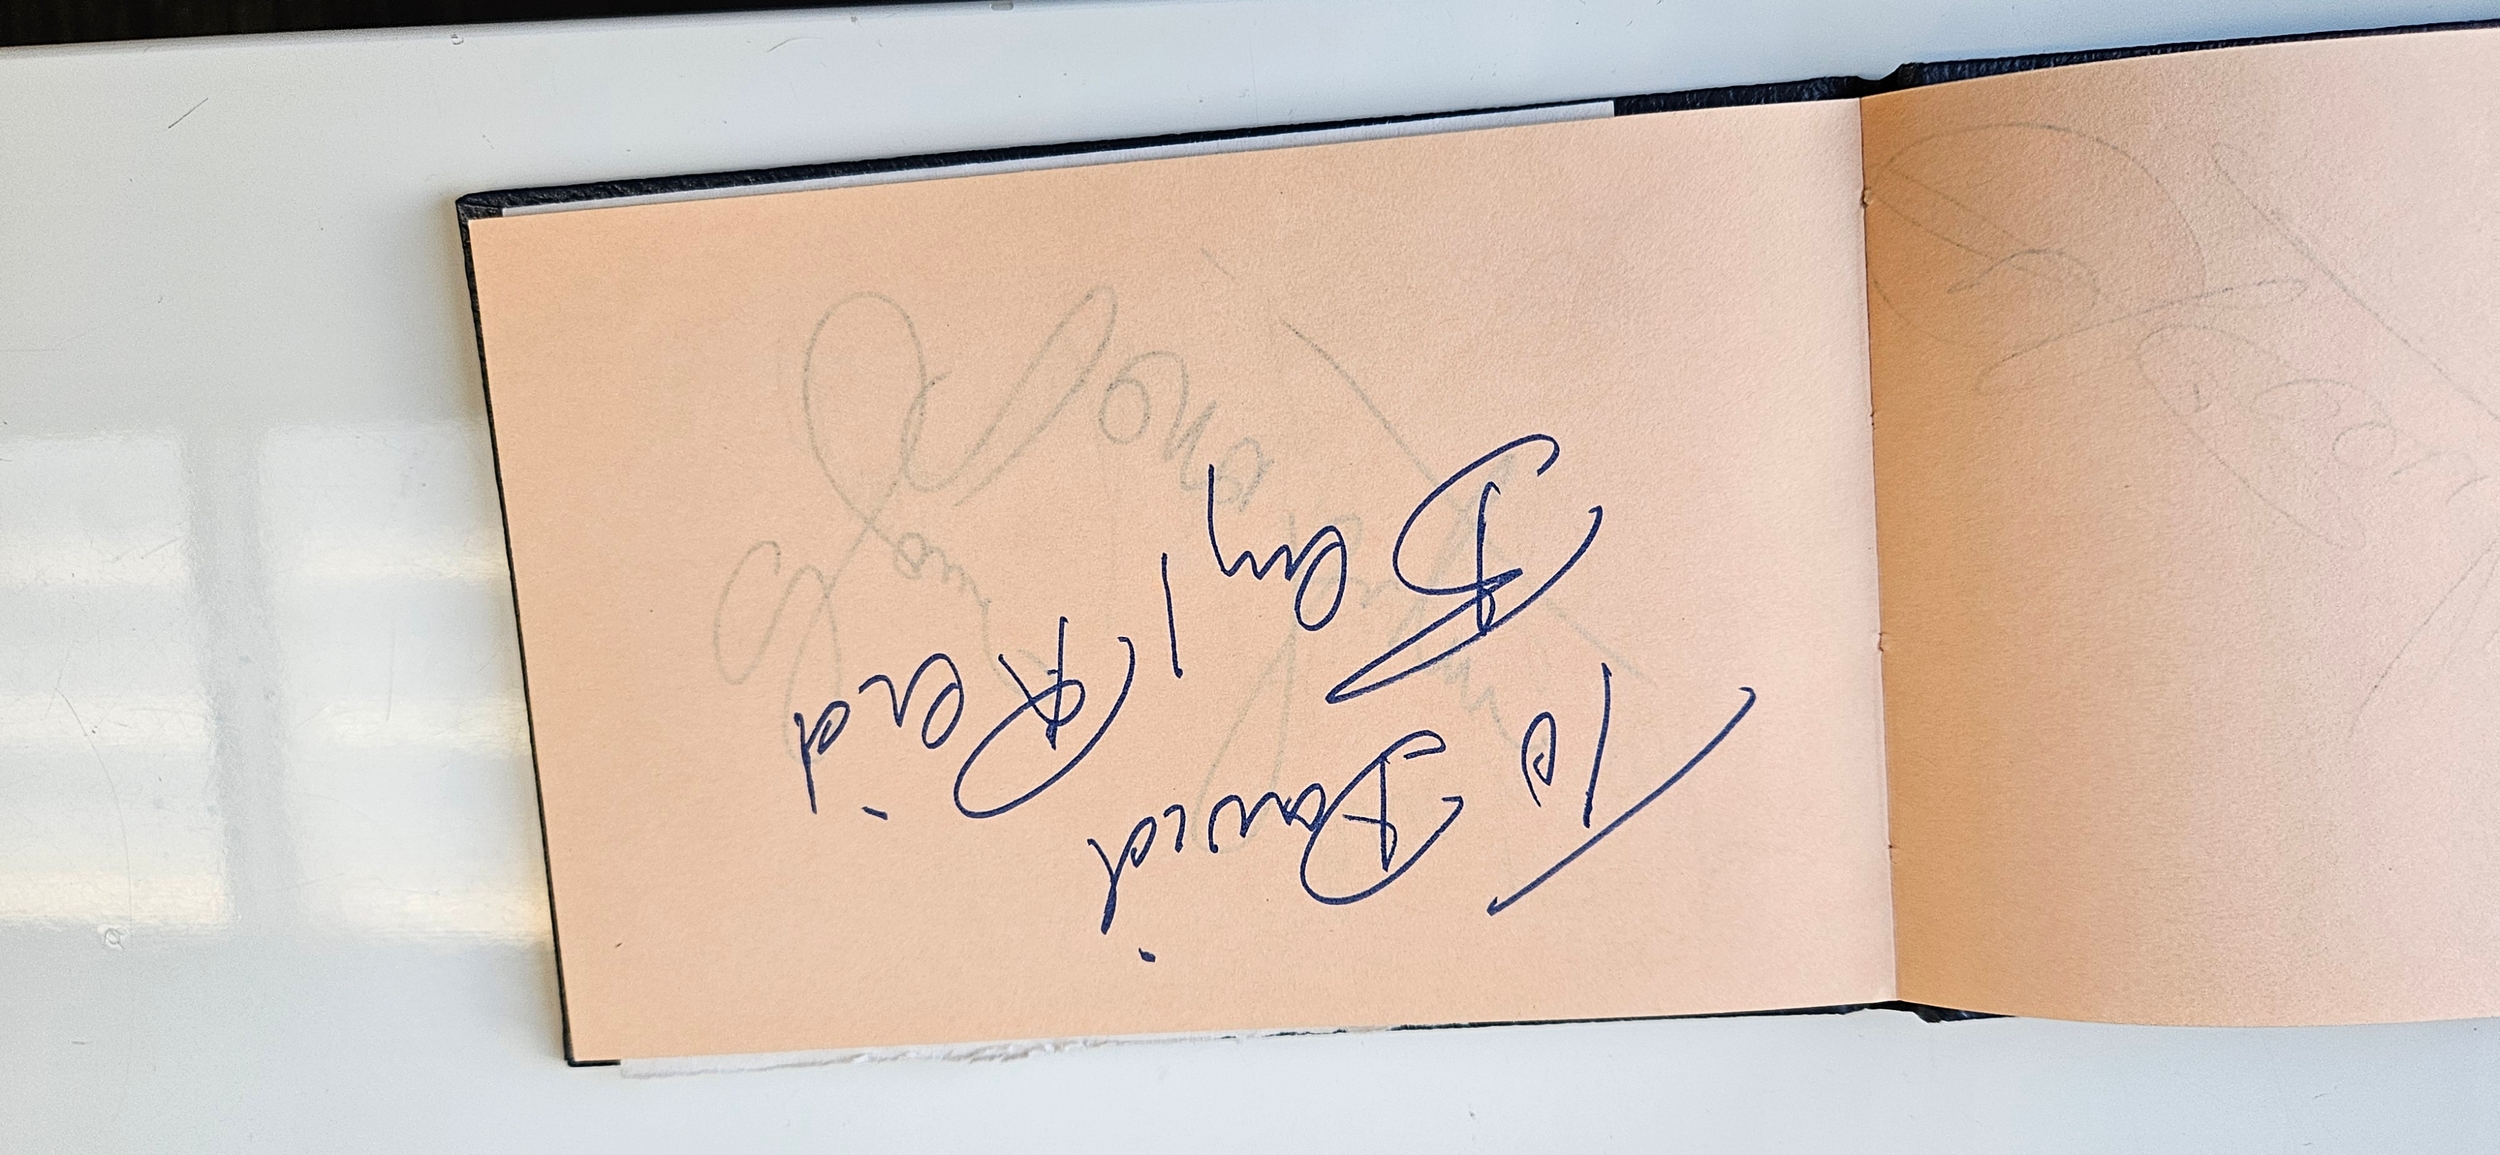 To David
Beryl Reid